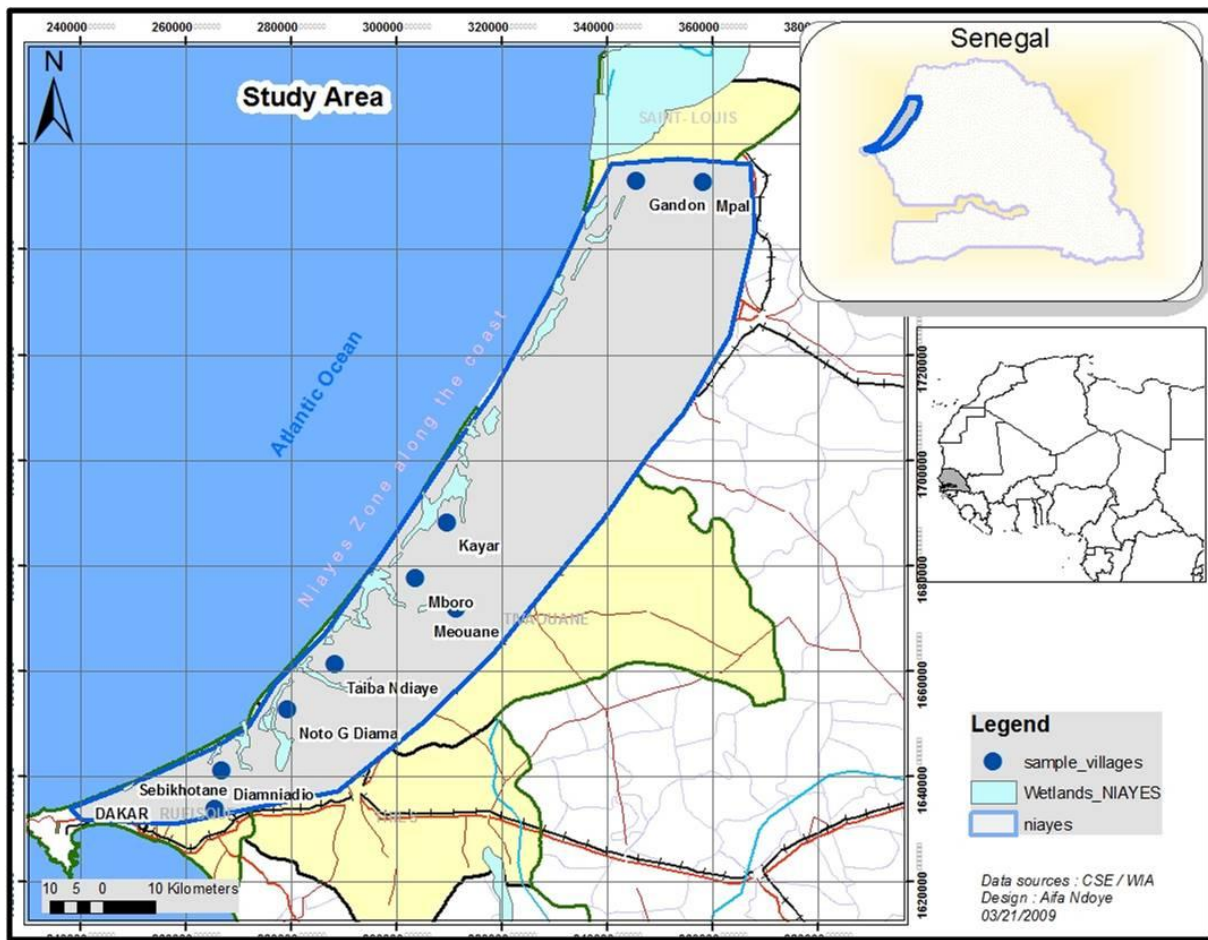 240000
260000
280000
300000
320000
340000
360000
380
N
Study Area
Senegal
SAINT-LOUIS
Gandon
Mpal
Atlantic Ocean
Niayes Zone along the coast
1720000
1700000
1680000
1660000
1640000
1620000
Kayar
Mboro
Meouane
Taiba Ndiaye
Noto G Diama
Sebikhotane
Diamniadio
DAKAR
10 5 0 10 Kilometers
Legend
sample_villages
Wetlands_NIAYES
niayes
Data sources : CSE / WIA
Design : Aifa Ndoye
03/21/2009